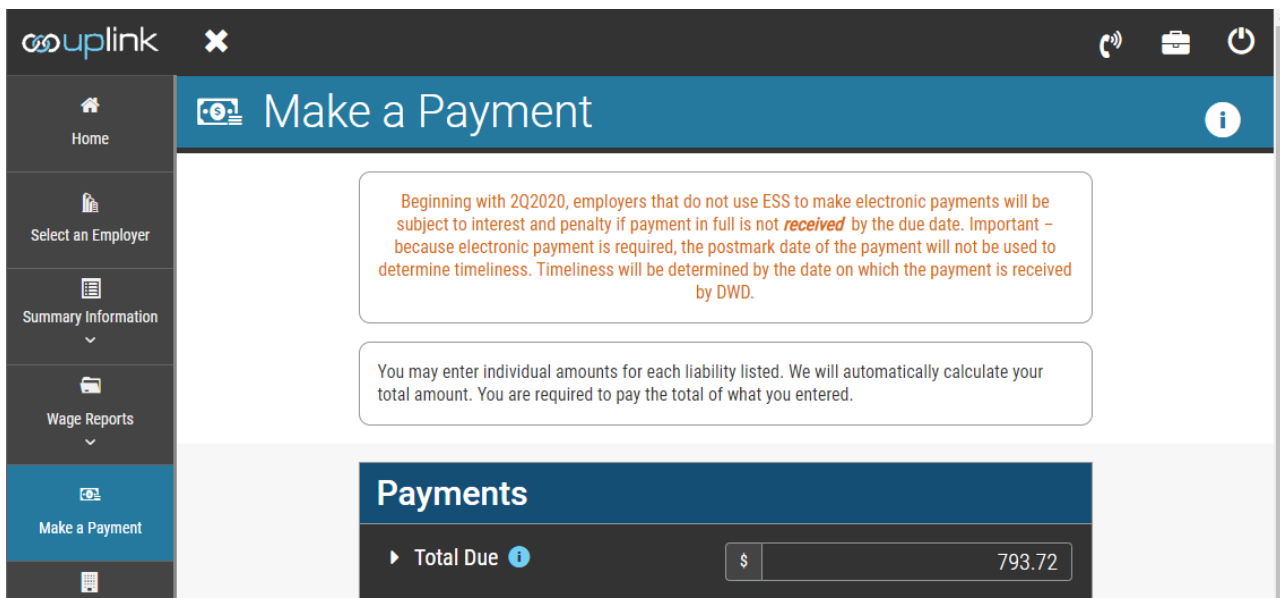 uplink
Make a Payment
Home
Select an Employer
Summary Information
Wage Reports
Make a Payment
Beginning with 2Q2020, employers that do not use ESS to make electronic payments will be
subject to interest and penalty if payment in full is not received by the due date. Important –
because electronic payment is required, the postmark date of the payment will not be used to
determine timeliness. Timeliness will be determined by the date on which the payment is received
by DWD.
You may enter individual amounts for each liability listed. We will automatically calculate your
total amount. You are required to pay the total of what you entered.
Payments
Total Due $ 793.72